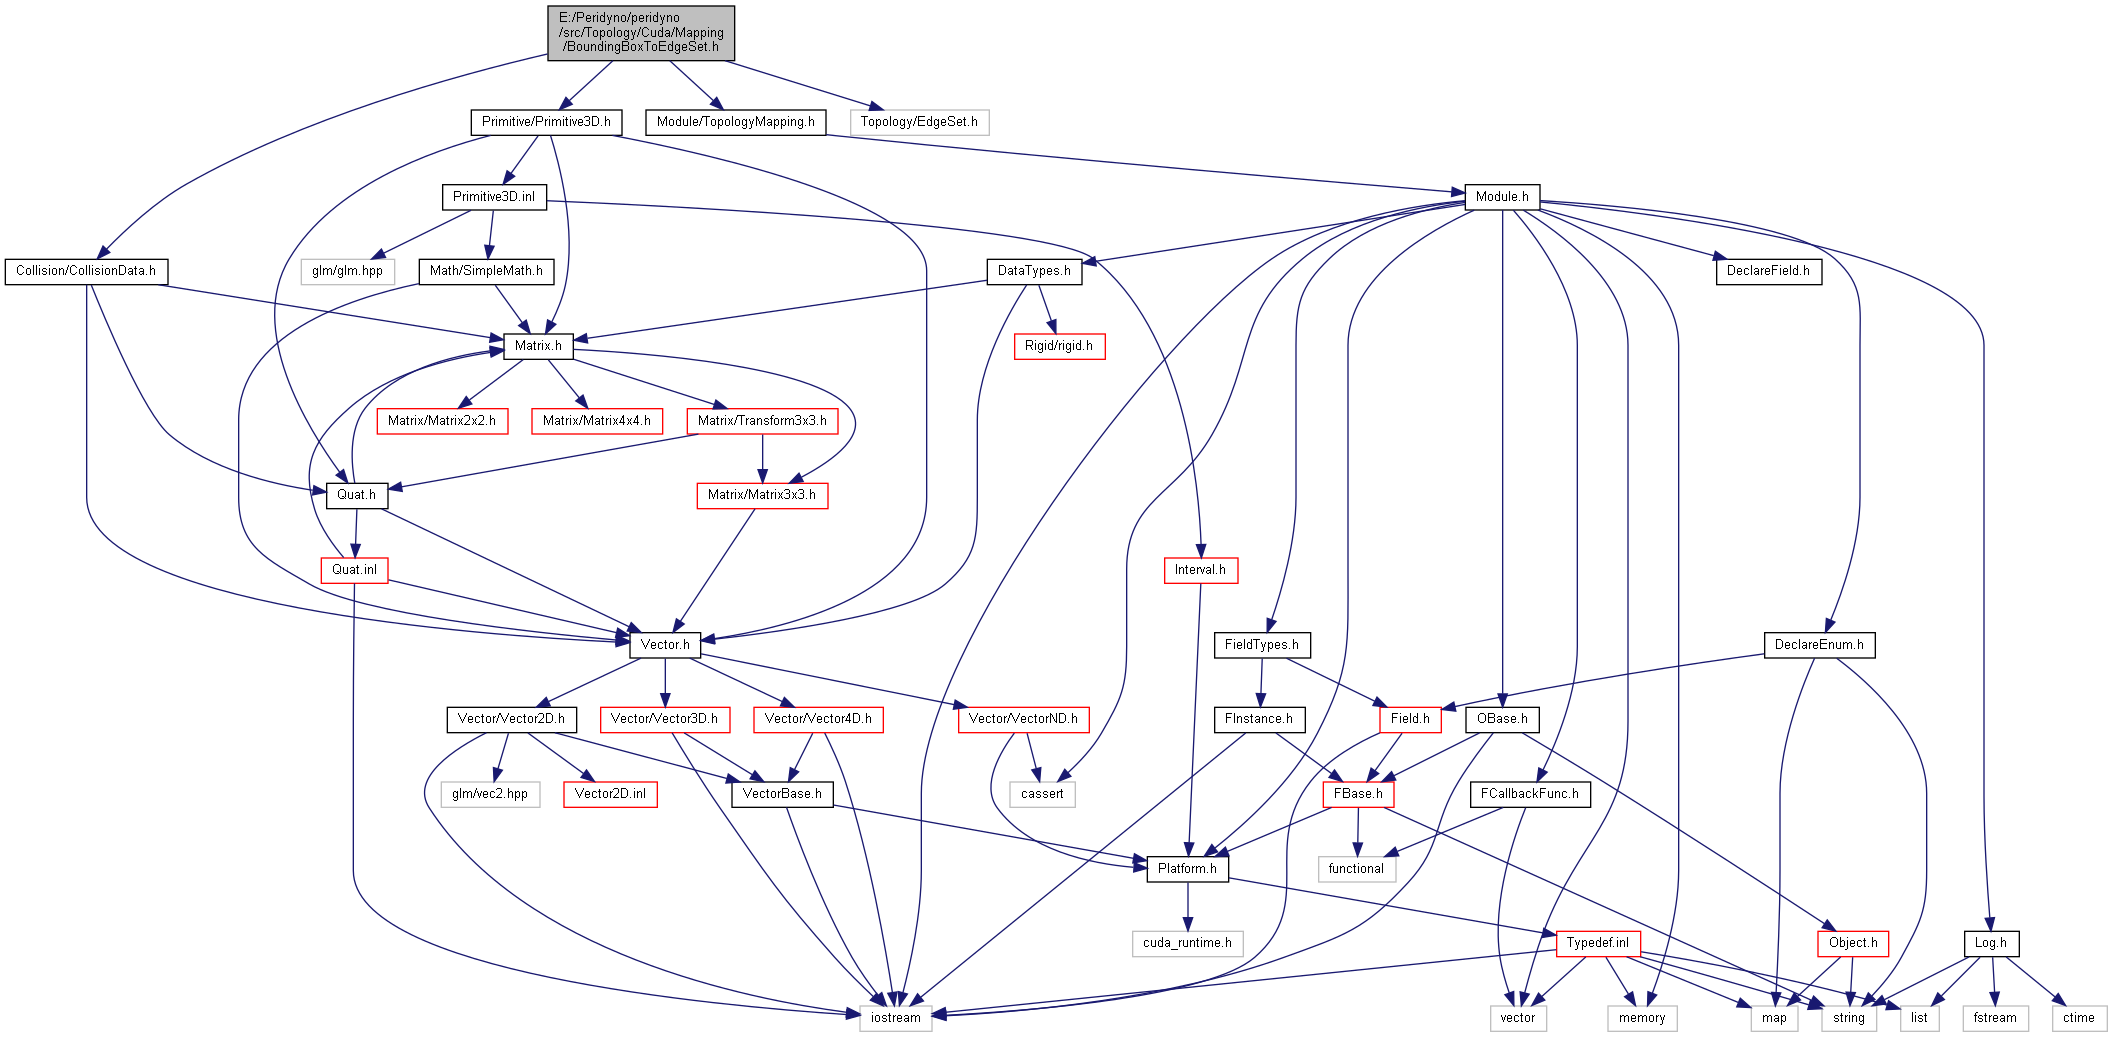 E:/Peridyno/peridyno
/src/Topology/Cuda/Mapping
/BoundingBoxToEdgeSet.h
Primitive/Primitive3D.h
Module/TopologyMapping.h
Topology/EdgeSet.h
Primitive3D.inl
Module.h
Collision/CollisionData.h
glm/glm.hpp
Math/SimpleMath.h
DataTypes.h
DeclareField.h
Matrix.h
Rigid/rigid.h
Matrix/Matrix2x2.h
Matrix/Matrix4x4.h
Matrix/Transform3x3.h
Quat.h
Matrix/Matrix3x3.h
Quat.inl
Interval.h
Vector.h
FieldTypes.h
DeclareEnum.h
Vector/Vector2D.h
Vector/Vector3D.h
Vector/Vector4D.h
Vector/VectorND.h
FInstance.h
Field.h
OBase.h
glm/vec2.hpp
Vector2D.inl
VectorBase.h
cassert
FBase.h
FCallbackFunc.h
Platform.h
functional
cuda_runtime.h
Typedef.inl
Object.h
Log.h
iostream
vector
memory
map
string
list
fstream
ctime